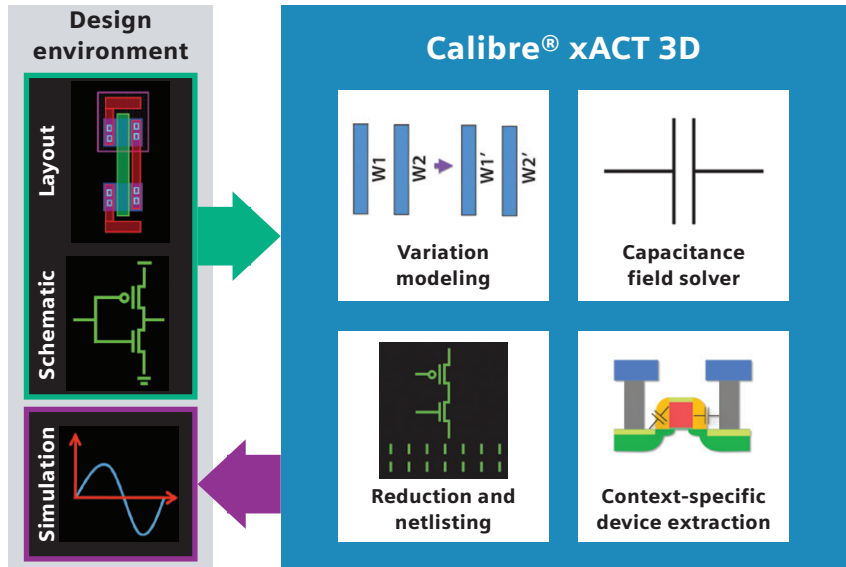 Design
environment
Layout
Schematic
Simulation
Calibre® xACT 3D
W1
W2
W1′
W2′
Variation
modeling
Capacitance
field solver
Reduction and
netlisting
Context-specific
device extraction